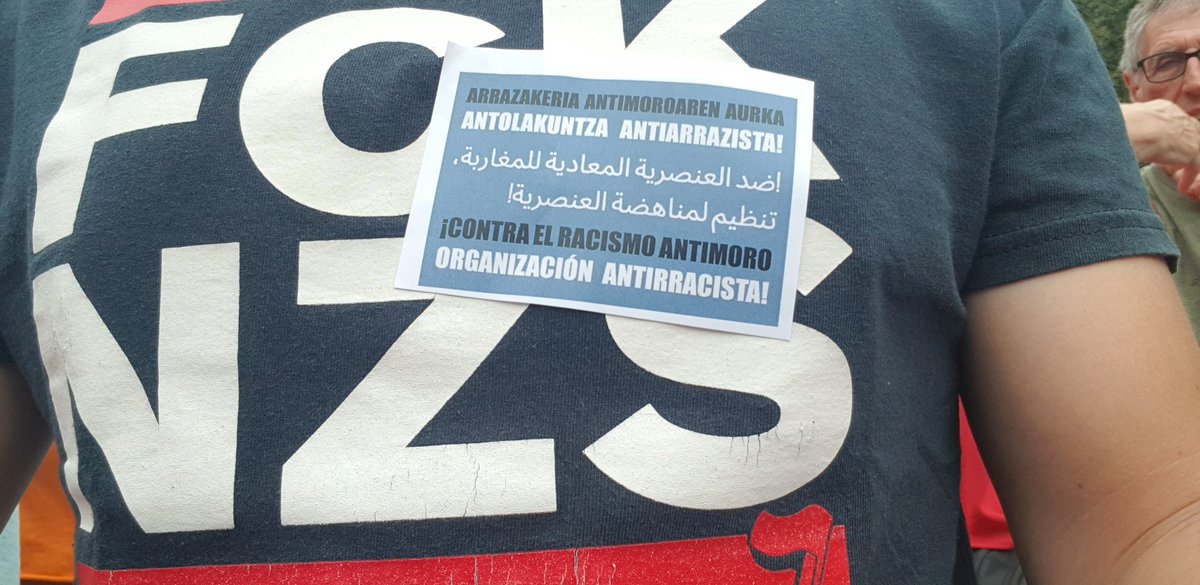 FCK
NZS
ARRAZAKERIA ANTIMOROAREN AURKA
ANTOLAKUNTZA ANTIARRAZISTA!
!ضد العنصرية المعادية للمغاربة،
تنظيم لمناهضة العنصرية!
¡CONTRA EL RACISMO ANTIMORO
ORGANIZACIÓN ANTIRRACISTA!